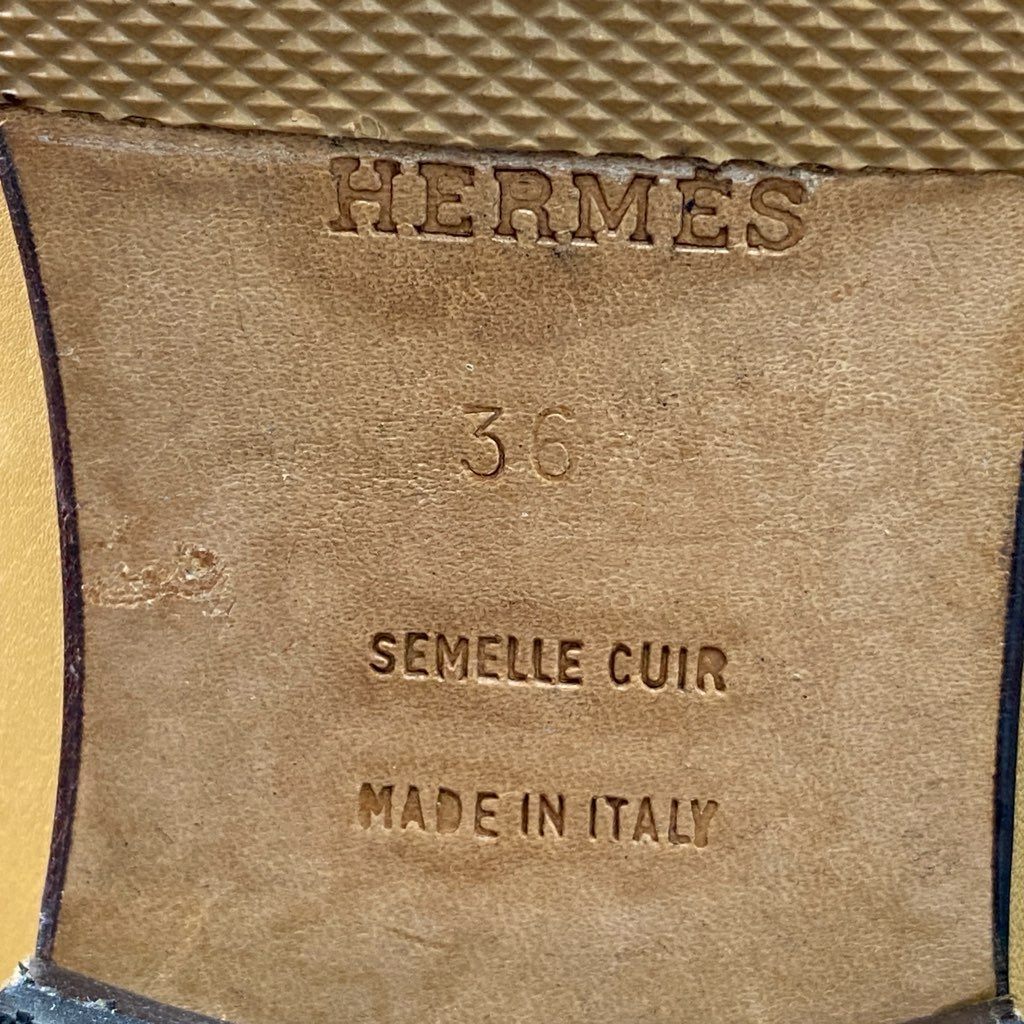 HERMÈS
36
SEMELLE CUIR
MADE IN ITALY